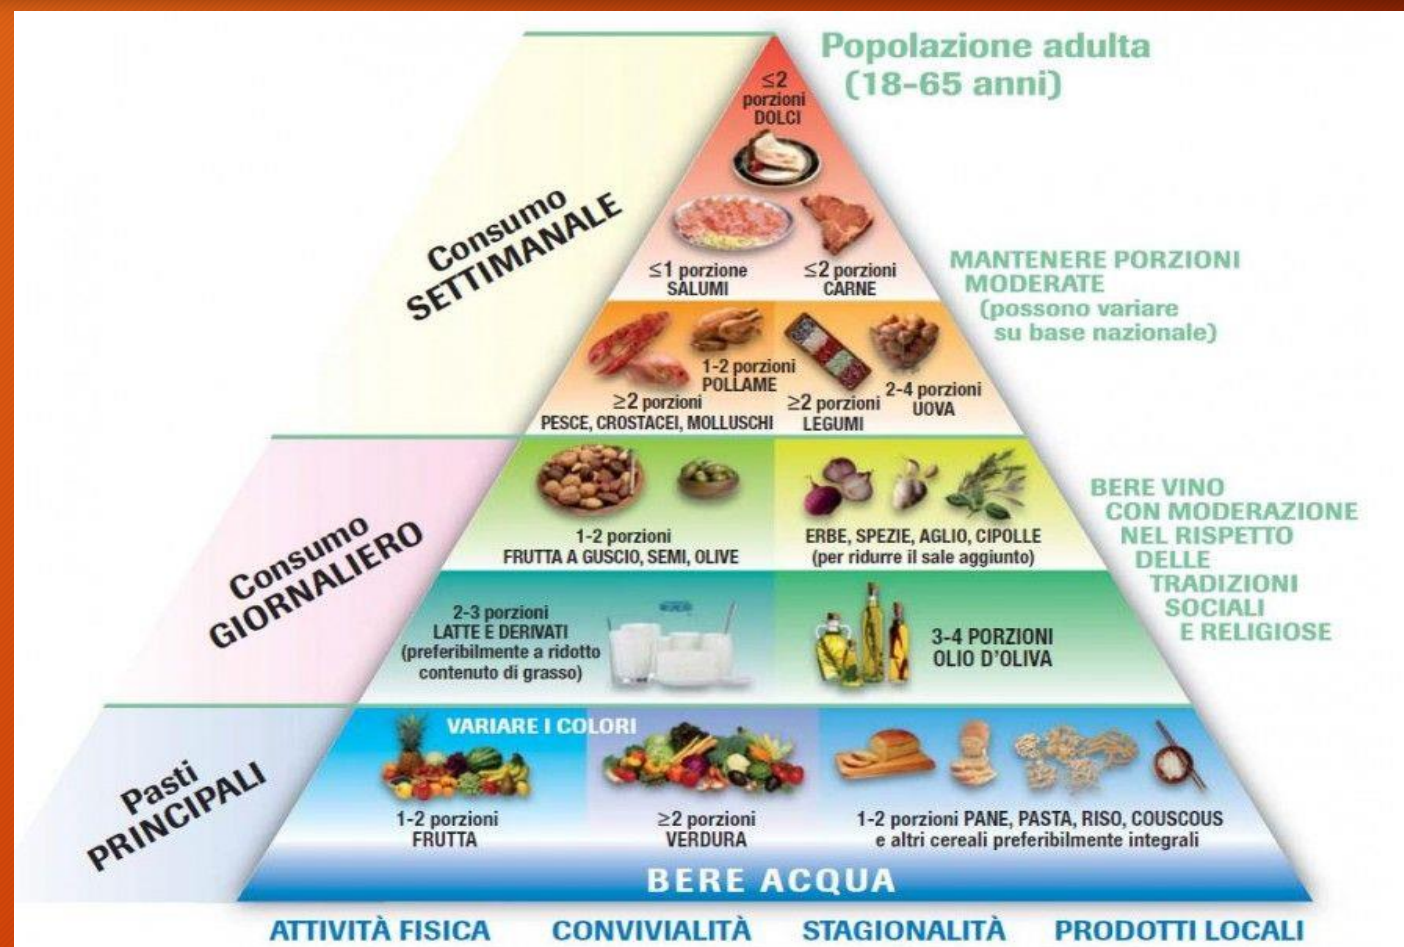 Popolazione adulta
(18-65 anni)
≤2
porzioni
DOLCI
Consumo
SETTIMANALE
≤1 porzione
SALUMI
≤2 porzioni
CARNE
MANTENERE PORZIONI
MODERATE
(possono variare
su base nazionale)
1-2 porzioni
POLLAME
≥2 porzioni
PESCE, CROSTACEI, MOLLUSCHI
≥2 porzioni
LEGUMI
2-4 porzioni
UOVA
Consumo
GIORNALIERO
1-2 porzioni
FRUTTA A GUSCIO, SEMI, OLIVE
ERBE, SPEZIE, AGLIO, CIPOLLE
(per ridurre il sale aggiunto)
BERE VINO
CON MODERAZIONE
NEL RISPETTO
DELLE
TRADIZIONI
SOCIALI
E RELIGIOSE
2-3 porzioni
LATTE E DERIVATI
(preferibilmente a ridotto
contenuto di grasso)
3-4 PORZIONI
OLIO D'OLIVA
Pasti
PRINCIPALI
VARIARE I COLORI
1-2 porzioni
FRUTTA
≥2 porzioni
VERDURA
1-2 porzioni PANE, PASTA, RISO, COUSCOUS
e altri cereali preferibilmente integrali
BERE ACQUA
ATTIVITÀ FISICA
CONVIVIALITÀ
STAGIONALITÀ
PRODOTTI LOCALI